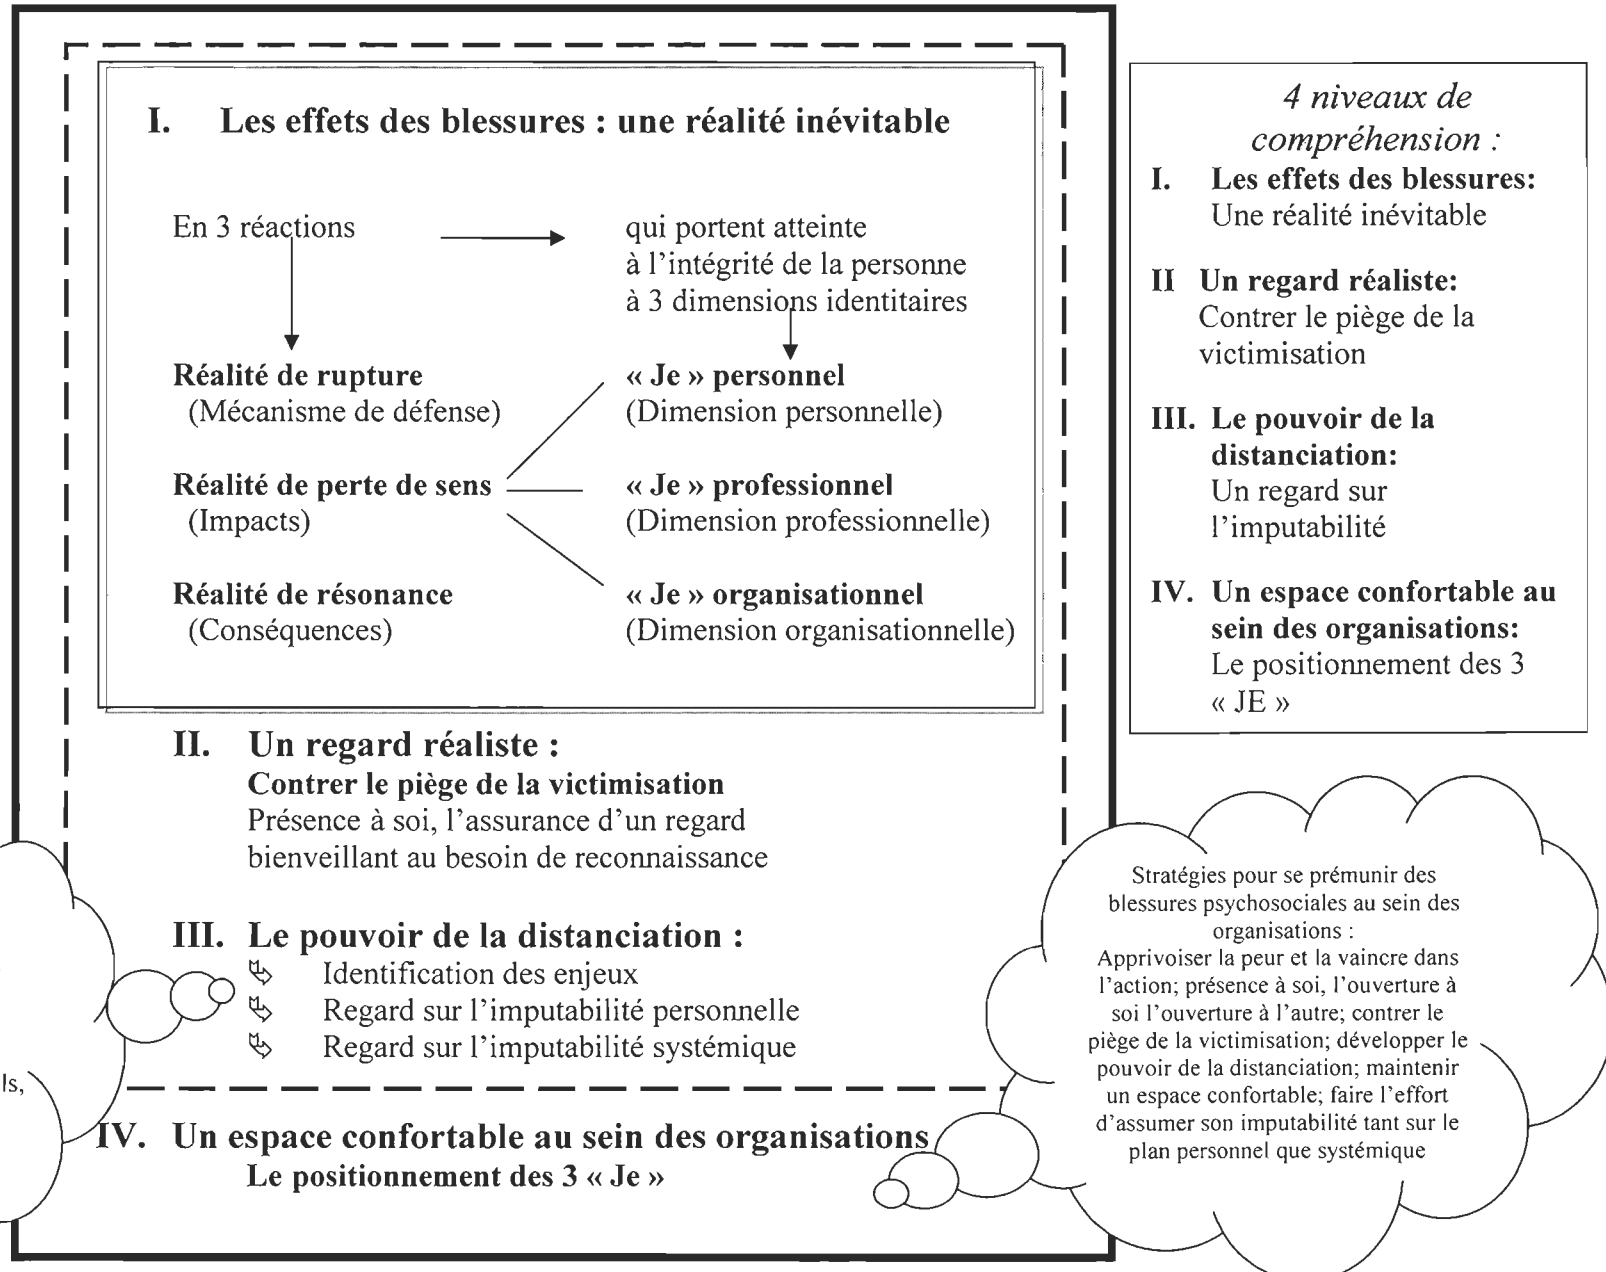 I. Les effets des blessures : une réalité inévitable
En 3 réactions
qui portent atteinte
à l’intégrité de la personne
à 3 dimensions identitaires
Réalité de rupture
(Mécanisme de défense)
« Je » personnel
(Dimension personnelle)
Réalité de perte de sens
(Impacts)
« Je » professionnel
(Dimension professionnelle)
Réalité de résonance
(Conséquences)
« Je » organisationnel
(Dimension organisationnelle)
II. Un regard réaliste :
Contrer le piège de la victimisation
Présence à soi, l’assurance d’un regard
bienveillant au besoin de reconnaissance
III. Le pouvoir de la distanciation :
Identification des enjeux
Regard sur l’imputabilité personnelle
Regard sur l’imputabilité systémique
ls,
IV. Un espace confortable au sein des organisations
Le positionnement des 3 « Je »
4 niveaux de
compréhension :
I. Les effets des blessures:
Une réalité inévitable
II Un regard réaliste:
Contrer le piège de la
victimisation
III. Le pouvoir de la
distanciation:
Un regard sur
l’imputabilité
IV. Un espace confortable au
sein des organisations:
Le positionnement des 3
« JE »
Stratégies pour se prémunir des
blessures psychosociales au sein des
organisations :
Apprivoiser la peur et la vaincre dans
l’action; présence à soi, l’ouverture à
soi l’ouverture à l’autre; contrer le
piège de la victimisation; développer le
pouvoir de la distanciation; maintenir
un espace confortable; faire l’effort
d’assumer son imputabilité tant sur le
plan personnel que systémique